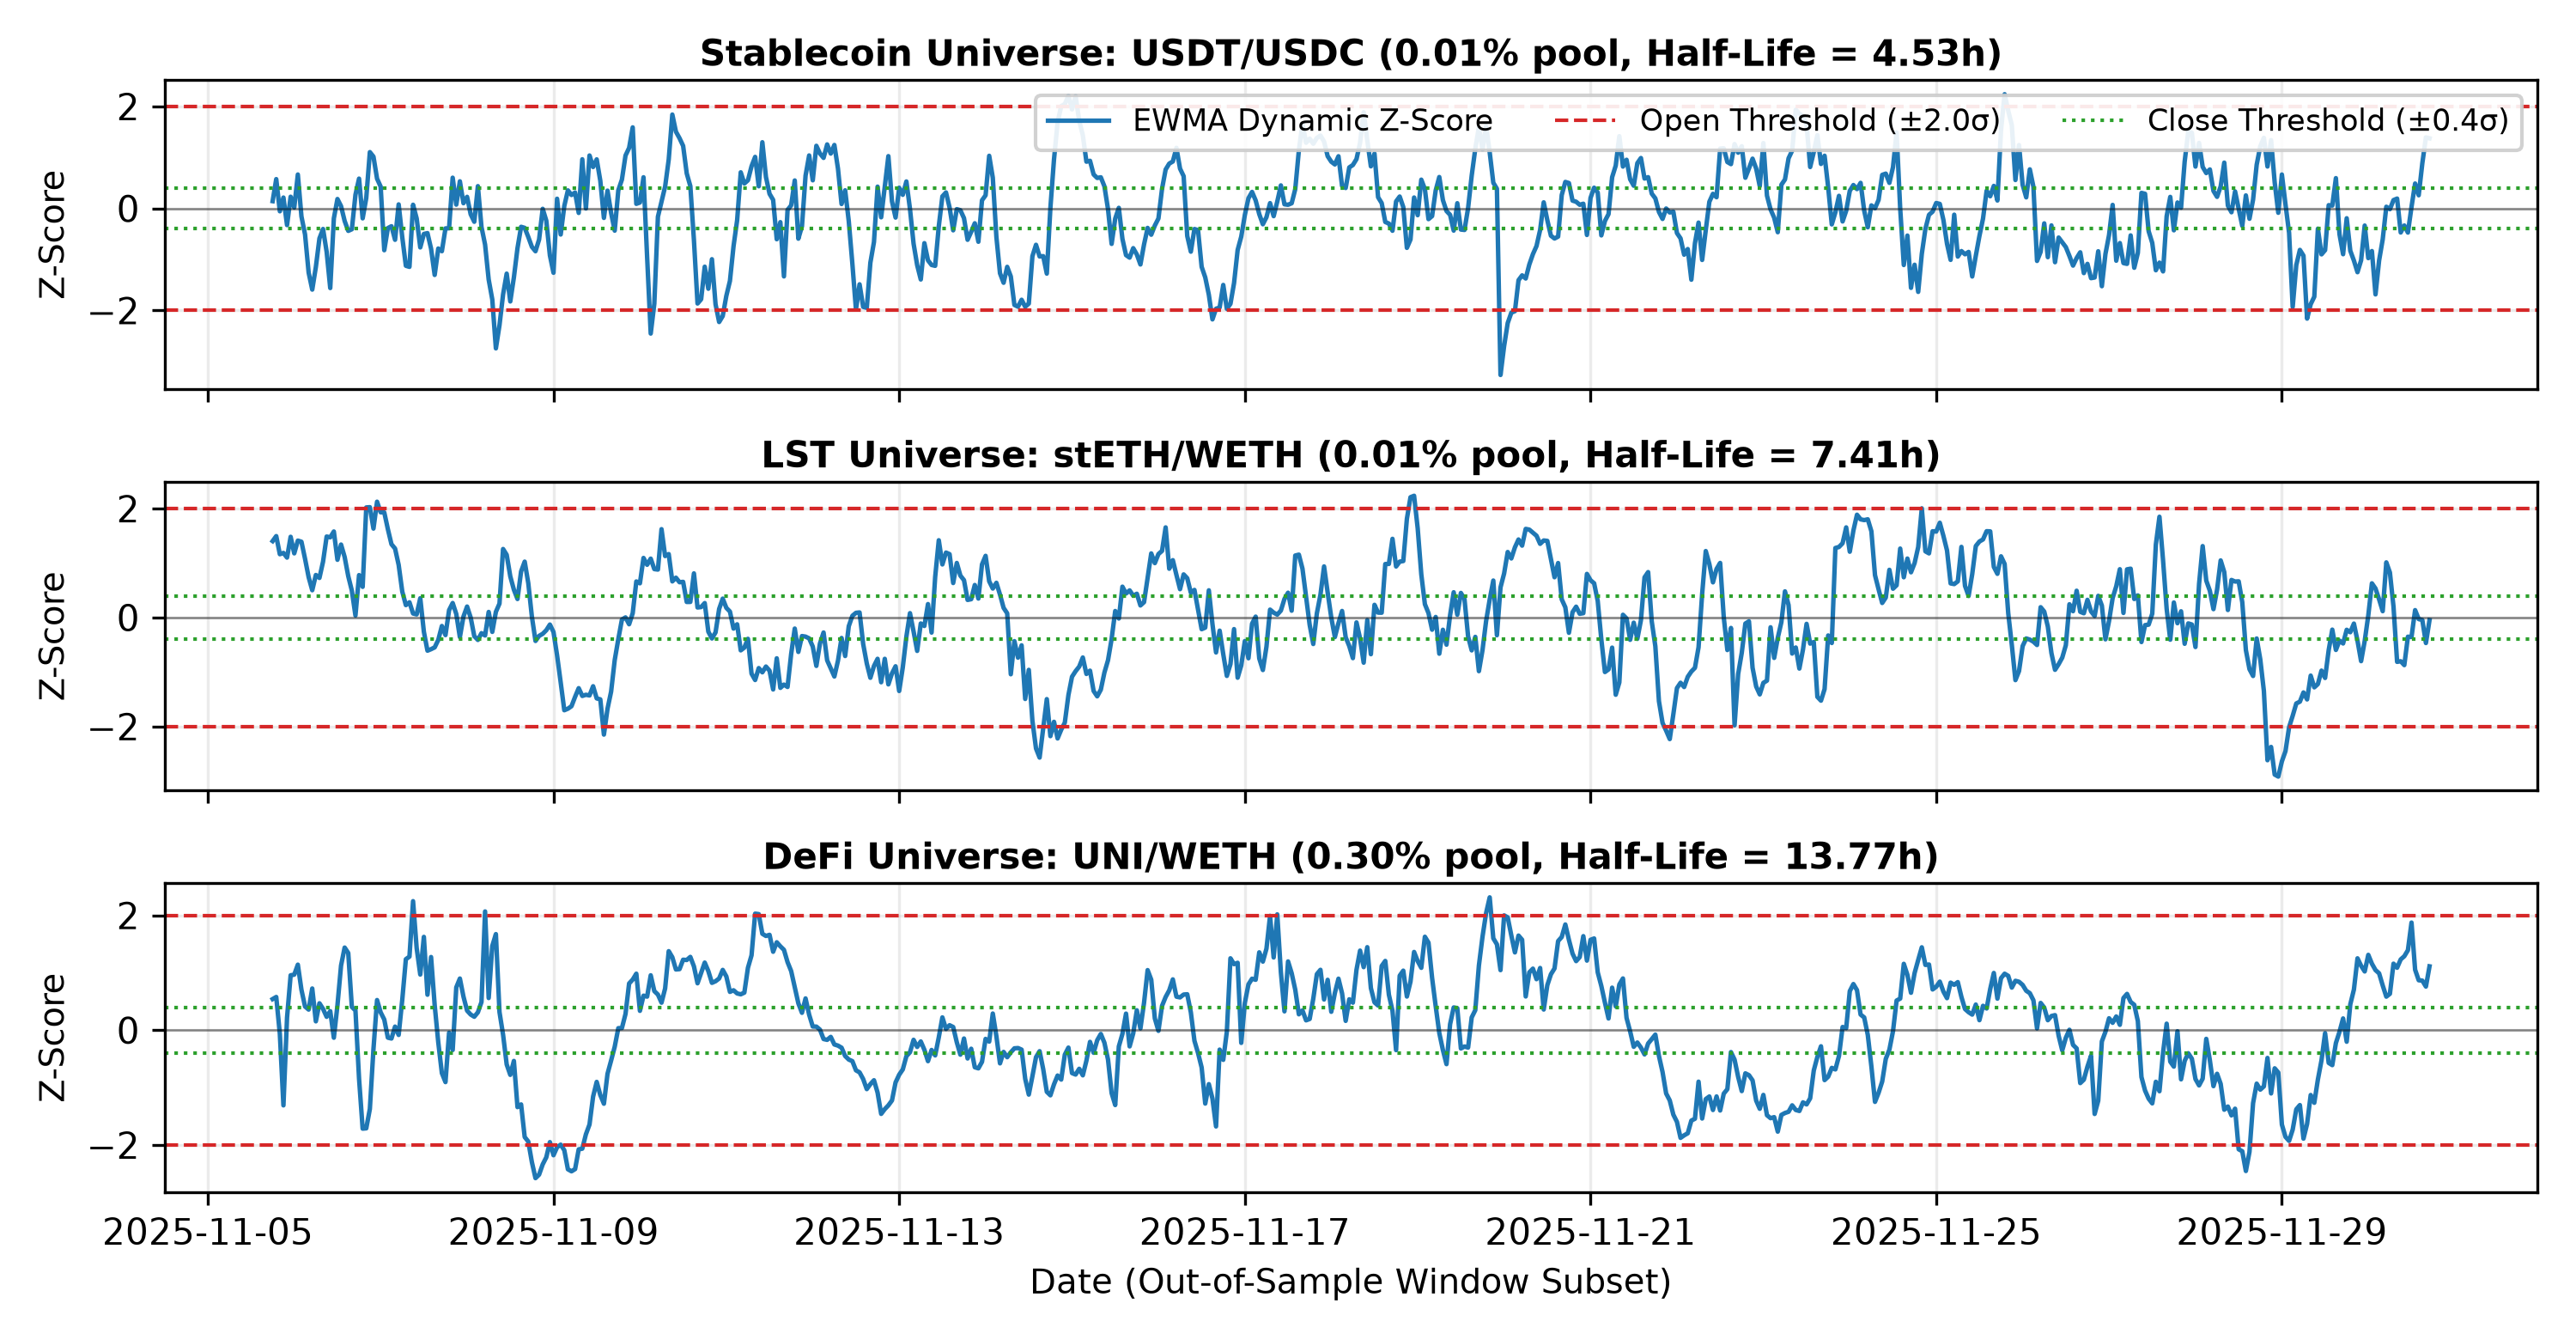 Stablecoin Universe: USDT/USDC (0.01% pool, Half-Life = 4.53h)
EWMA Dynamic Z-Score
Open Threshold (±2.0σ)
Close Threshold (±0.4σ)
Z-Score
2
0
−2
LST Universe: stETH/WETH (0.01% pool, Half-Life = 7.41h)
Z-Score
2
0
−2
DeFi Universe: UNI/WETH (0.30% pool, Half-Life = 13.77h)
Z-Score
2
0
−2
2025-11-05 2025-11-09 2025-11-13 2025-11-17 2025-11-21 2025-11-25 2025-11-29
Date (Out-of-Sample Window Subset)